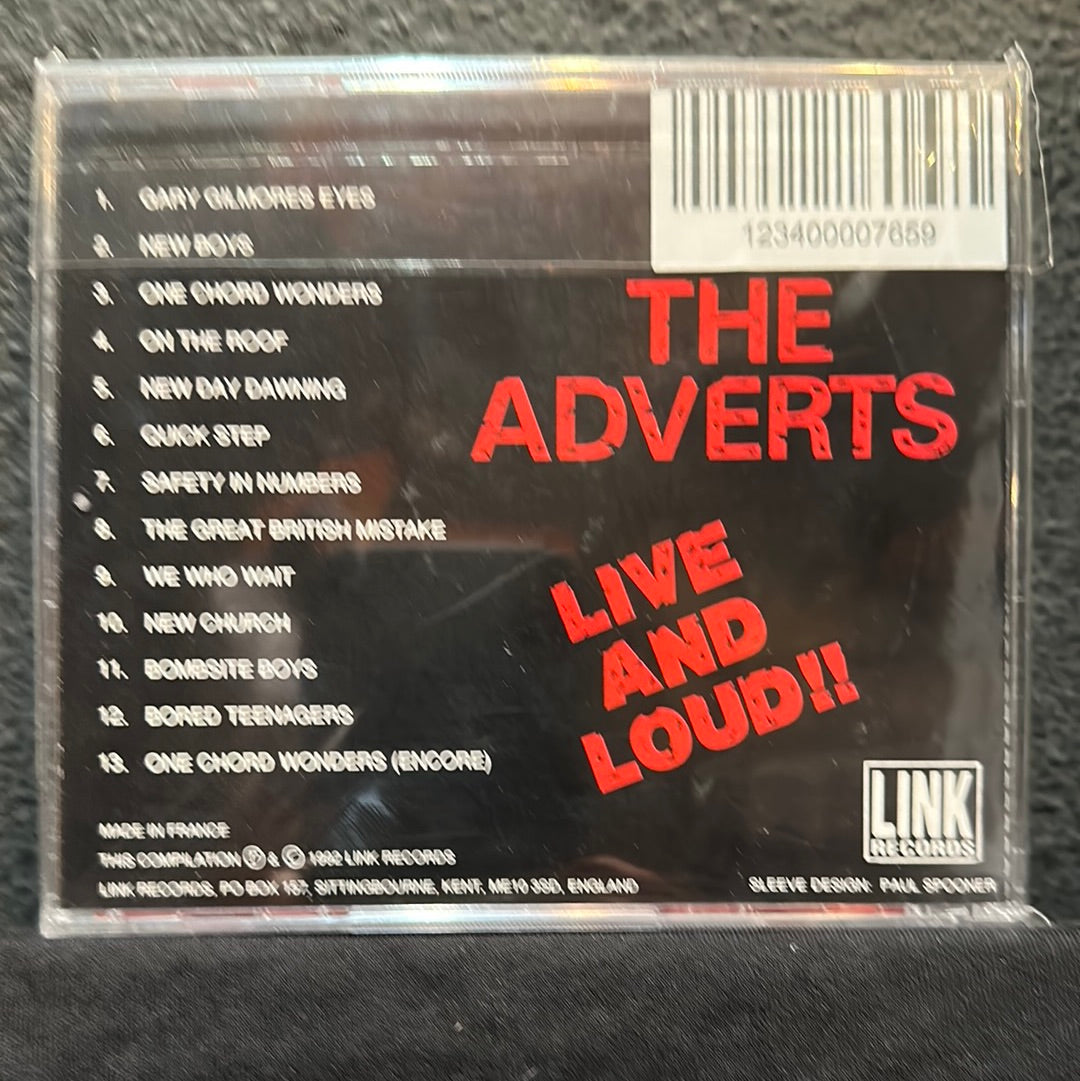 123400007659
1. GARY GILMORES EYES
2. NEW BOYS
3. ONE CHORD WONDERS
4. ON THE ROOF
5. NEW DAY DAWNING
6. QUICK STEP
7. SAFETY IN NUMBERS
8. THE GREAT BRITISH MISTAKE
9. WE WHO WAIT
10. NEW CHURCH
11. BOMBSITE BOYS
12. BORED TEENAGERS
13. ONE CHORD WONDERS (ENCORE)
THE
ADVERTS
LIVE
AND
LOUD!!
LINK
RECORDS
MADE IN FRANCE
THIS COMPILATION Ⓟ & © 1992 LINK RECORDS
LINK RECORDS, PO BOX 157, SITTINGBOURNE, KENT, ME10 3SD, ENGLAND
SLEEVE DESIGN: PAUL SPOONER